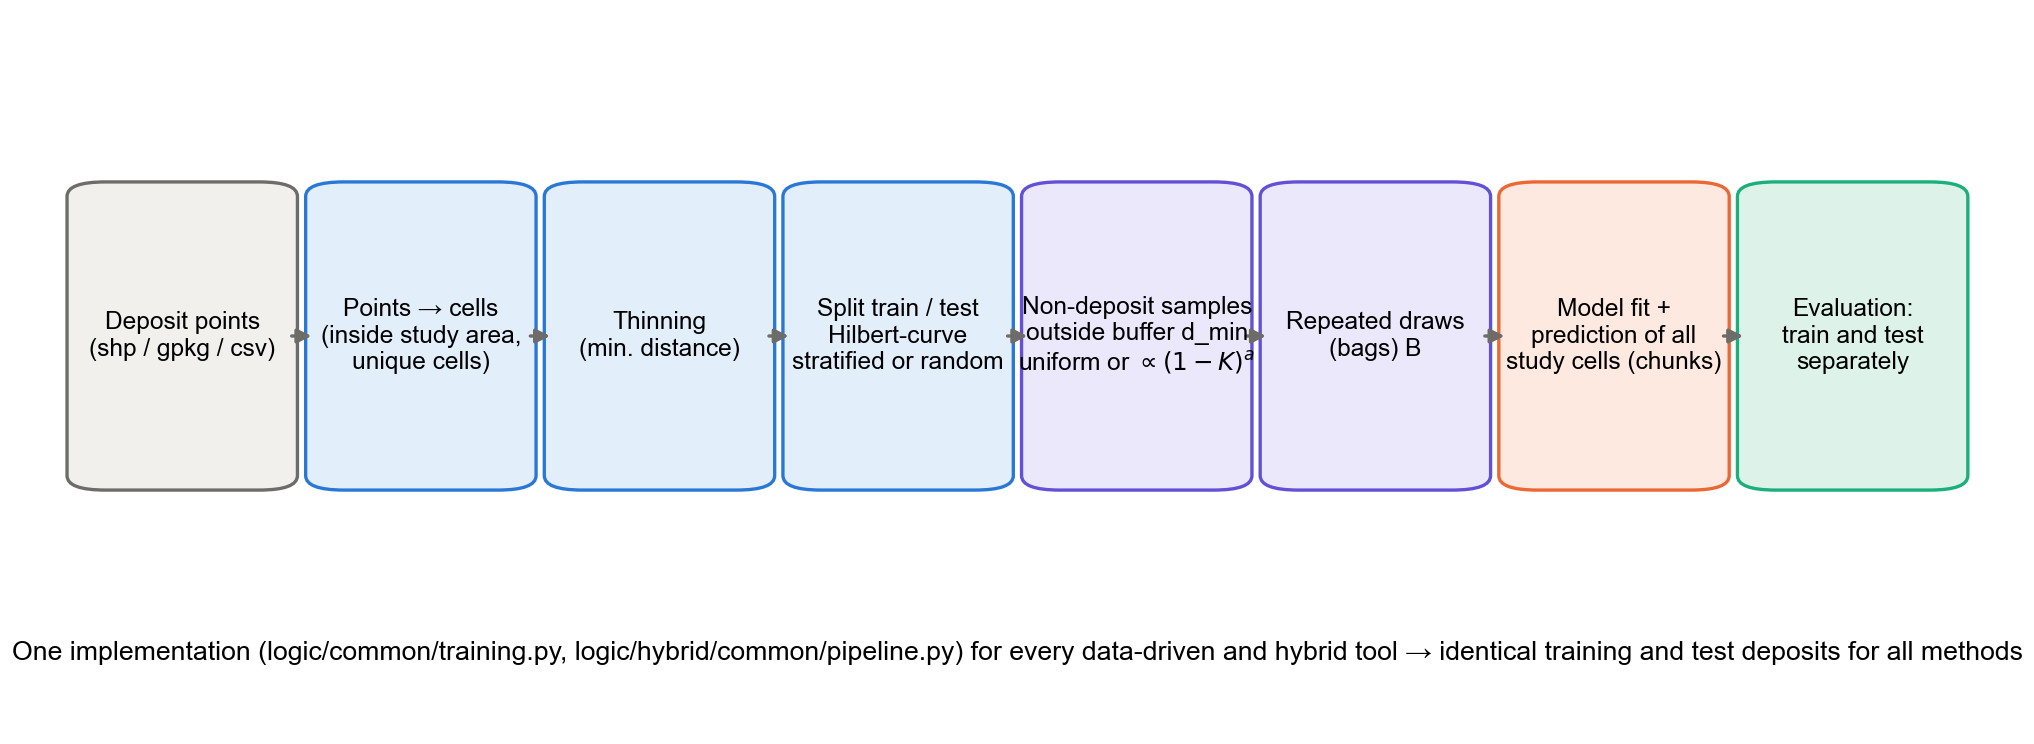 Deposit points
(shp / gpkg / csv)
Points → cells
(inside study area,
unique cells)
Thinning
(min. distance)
Split train / test
Hilbert-curve
stratified or random
Non-deposit samples
outside buffer d_min
uniform or ∝ (1 − K)^a
Repeated draws
(bags) B
Model fit +
prediction of all
study cells (chunks)
Evaluation:
train and test
separately
One implementation (logic/common/training.py, logic/hybrid/common/pipeline.py) for every data-driven and hybrid tool → identical training and test deposits for all methods